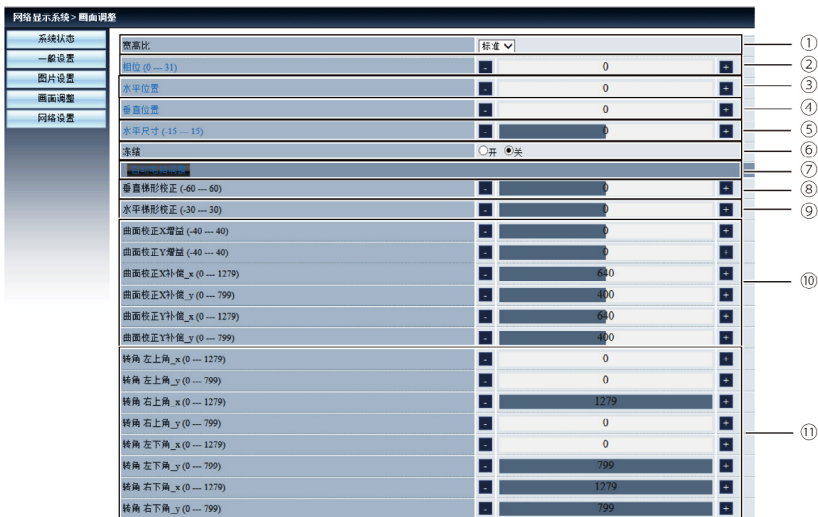 网络显示系统> 画面调整
系统状态
一般设置
图片设置
画面调整
网络设置
宽高比 标准 ①
相位 (0 --- 31) - 0 + ②
水平位置 - 0 + ③
垂直位置 - 0 + ④
水平尺寸 (-15 --- 15) - 0 + ⑤
冻结 开 关 ⑥
⑦
垂直梯形校正 (-60 --- 60) - 0 + ⑧
水平梯形校正 (-30 --- 30) - 0 + ⑨
曲面校正X增益 (-40 --- 40) - 0 +
曲面校正Y增益 (-40 --- 40) - 0 +
曲面校正X补偿_x (0 --- 1279) - 640 + ⑩
曲面校正X补偿_y (0 --- 799) - 400 +
曲面校正Y补偿_x (0 --- 1279) - 640 +
曲面校正Y补偿_y (0 --- 799) - 400 +
转角 左上角_x (0 --- 1279) - 0 +
转角 左上角_y (0 --- 799) - 0 +
转角 右上角_x (0 --- 1279) - 1279 +
转角 右上角_y (0 --- 799) - 0 + ⑪
转角 左下角_x (0 --- 1279) - 0 +
转角 左下角_y (0 --- 799) - 799 +
转角 右下角_x (0 --- 1279) - 1279 +
转角 右下角_y (0 --- 799) - 799 +